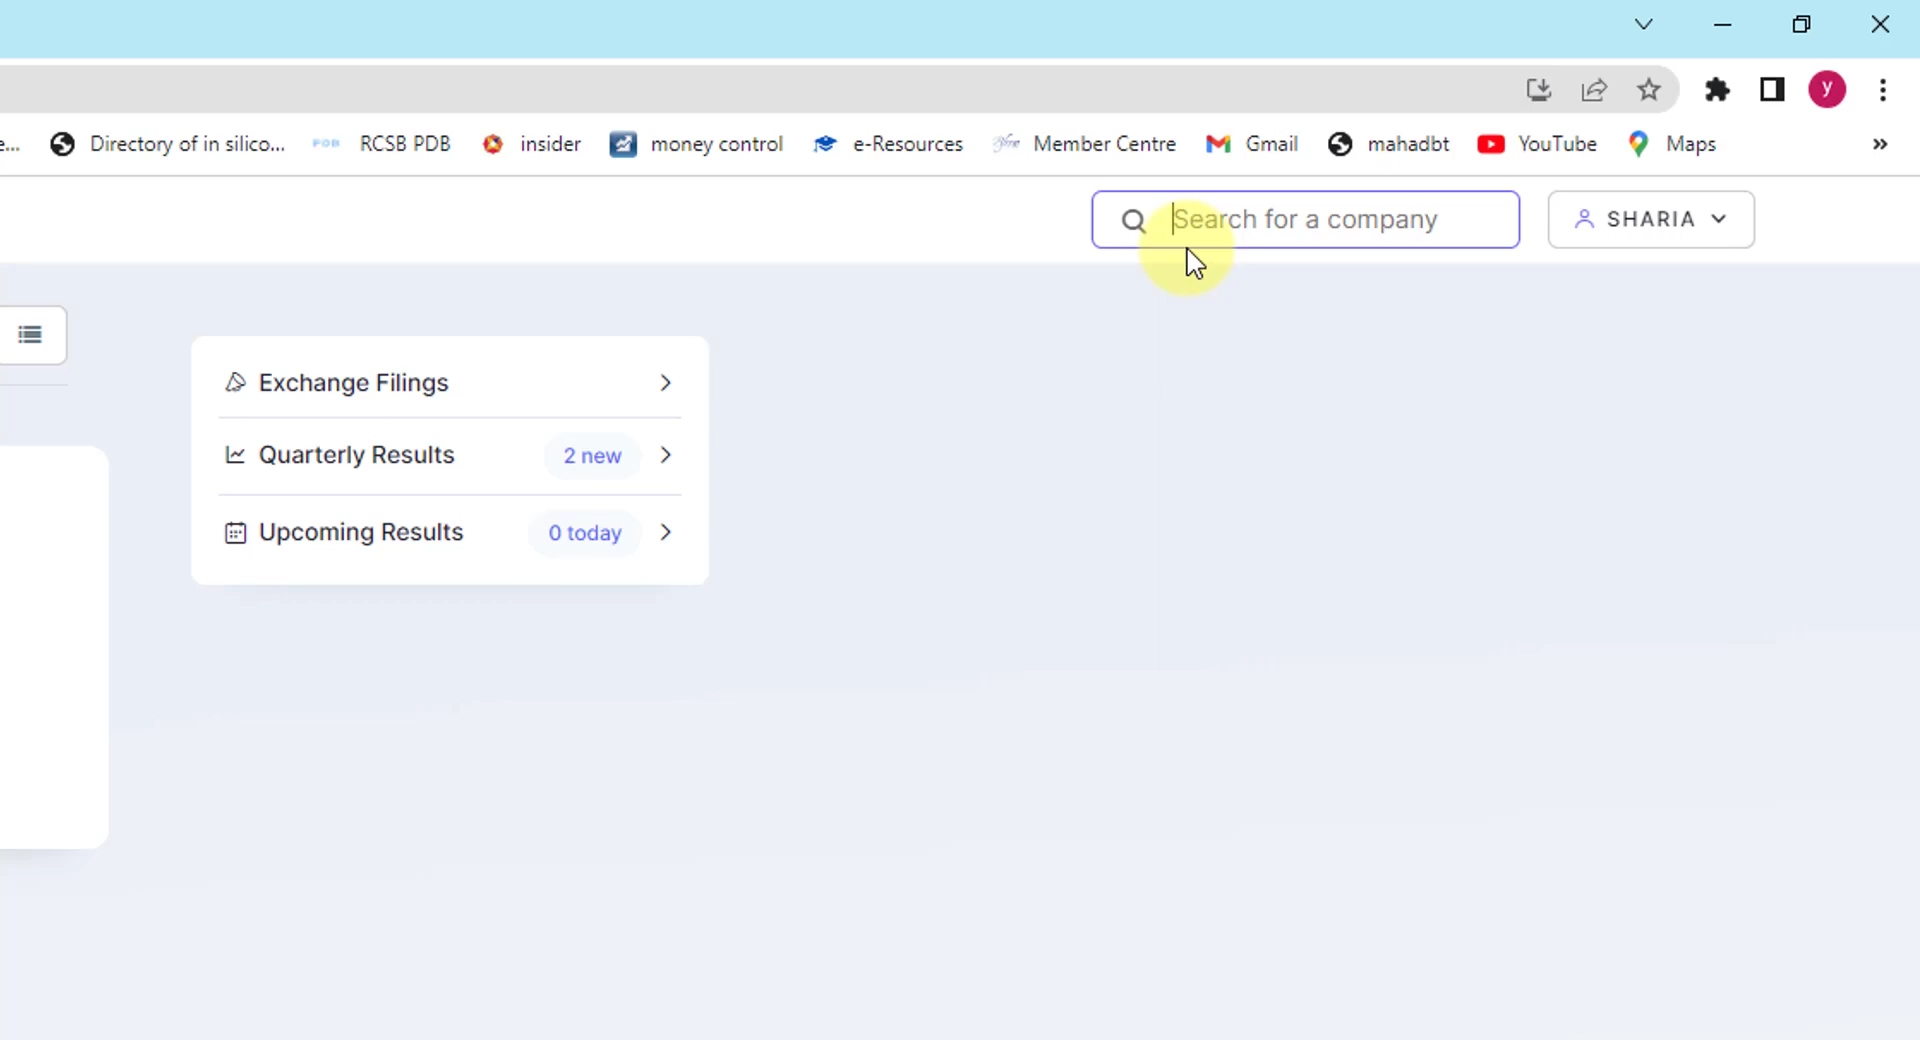 y
e... Directory of in silico... PDB RCSB PDB insider money control e-Resources Member Centre Gmail mahadbt YouTube Maps »
Search for a company SHARIA
Exchange Filings
Quarterly Results 2 new
Upcoming Results 0 today